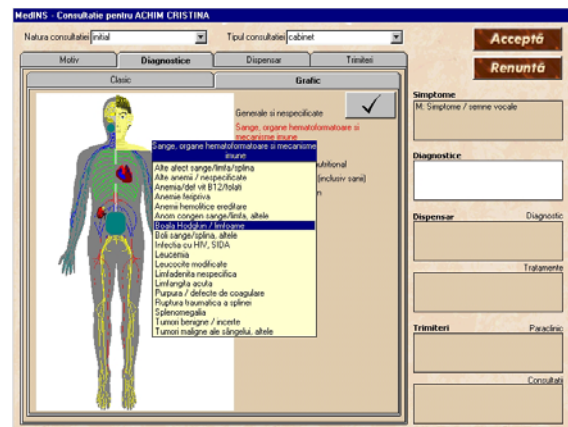 MedINS - Consultatie pentru ACHIM CRISTINA
Natura consultatiei initial
Tipul consultatiei cabinet
Acceptă
Renunță
Motiv
Diagnostice
Dispensar
Trimiteri
Clasic
Grafic
Generale si nespecificate
Sange, organe hematoformatoare si
mecanisme imune
nutritional
(inclusiv sanii)
Sange, organe hematoformatoare si mecanisme
imune
Alte afect sange/limfa/splina
Alte anemii / nespecificate
Anemia/def vit B12/folati
Anemie feripriva
Anemii hemolitice ereditare
Anom congen sange/limfa, altele
Boala Hodgkin / limfoame
Boli sange/splina, altele
Infectia cu HIV, SIDA
Leucemia
Leucocite modificate
Limfadenita nespecifica
Limfangita acuta
Purpura / defecte de coagulare
Ruptura traumatica a splinei
Splenomegalia
Tumori benigne / incerte
Tumori maligne ale sângelui, altele
Simptome
M. Simptome / semne vocale
Diagnostice
Dispensar
Diagnostic
Tratamente
Trimiteri
Paraclinic
Consultati